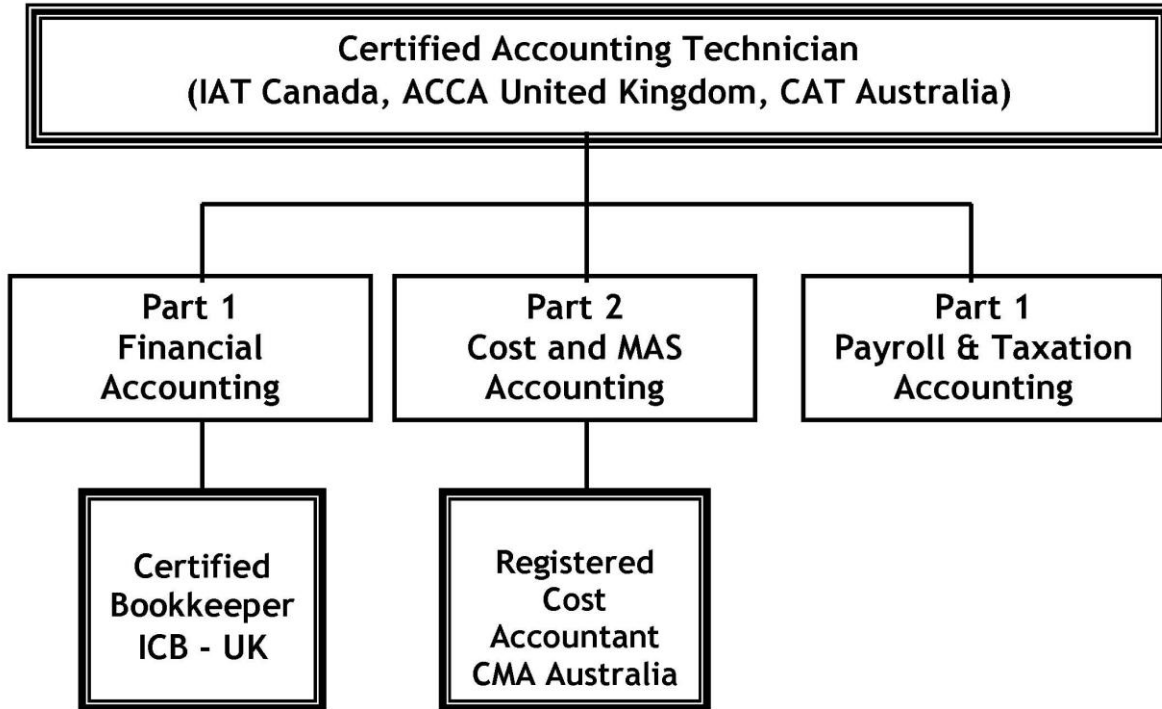 Certified Accounting Technician
(IAT Canada, ACCA United Kingdom, CAT Australia)
Part 1
Financial
Accounting
Part 2
Cost and MAS
Accounting
Part 1
Payroll & Taxation
Accounting
Certified
Bookkeeper
ICB - UK
Registered
Cost
Accountant
CMA Australia